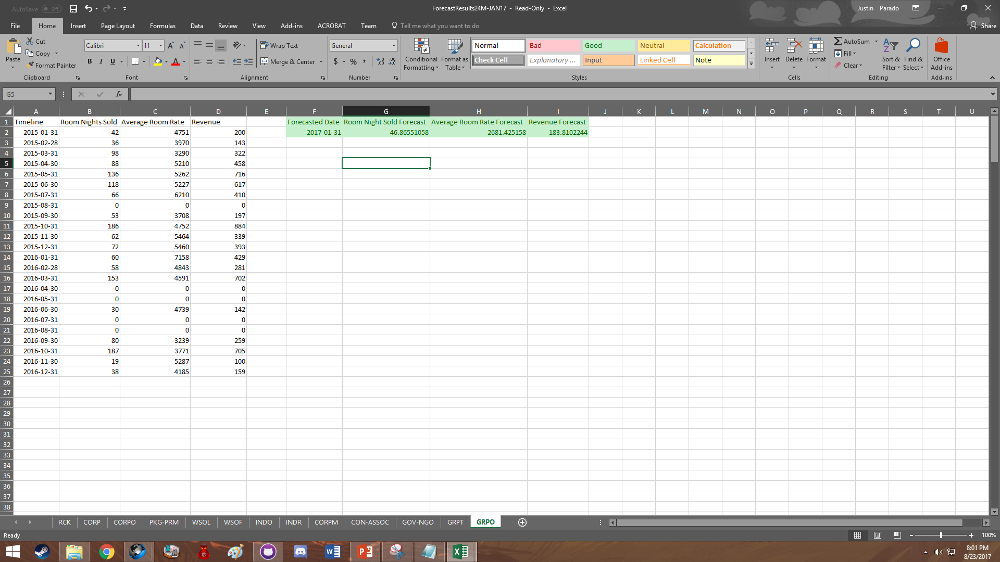 AutoSave Off ForecastResults24M-JAN17 - Read-Only - Excel Justin Parado
File Home Insert Page Layout Formulas Data Review View Add-ins ACROBAT Team Tell me what you want to do Share
Paste Cut Copy Format Painter Clipboard
Calibri 11 B I U Font
Wrap Text Merge & Center Alignment
General $ % Number
Conditional Formatting Format as Table
Normal Bad Good Neutral Calculation
Check Cell Explanatory ... Input Linked Cell Note
Styles
Insert Delete Format Cells
AutoSum Fill Clear Sort & Filter Find & Select Editing
Office Add-ins Add-ins
G5 fx
A B C D E F G H I J K L M N O P Q R S T U
1 Timeline Room Nights Sold Average Room Rate Revenue Forecasted Date Room Night Sold Forecast Average Room Rate Forecast Revenue Forecast
2 2015-01-31 42 4751 200 2017-01-31 46.86551058 2681.425158 183.8102244
3 2015-02-28 36 3970 143
4 2015-03-31 98 3290 322
5 2015-04-30 88 5210 458
6 2015-05-31 136 5262 716
7 2015-06-30 118 5227 617
8 2015-07-31 66 6210 410
9 2015-08-31 0 0 0
10 2015-09-30 53 3708 197
11 2015-10-31 186 4752 884
12 2015-11-30 62 5464 339
13 2015-12-31 72 5460 393
14 2016-01-31 60 7158 429
15 2016-02-28 58 4843 281
16 2016-03-31 153 4591 702
17 2016-04-30 0 0 0
18 2016-05-31 0 0 0
19 2016-06-30 30 4739 142
20 2016-07-31 0 0 0
21 2016-08-31 0 0 0
22 2016-09-30 80 3239 259
23 2016-10-31 187 3771 705
24 2016-11-30 19 5287 100
25 2016-12-31 38 4185 159
26
27
28
29
30
31
32
33
34
35
36
37
38
RCK CORP CORPO PKG-PRM WSOL WSOF INDO INDR CORPM CON-ASSOC GOV-NGO GRPT GRPO
Ready 100%
8:01 PM
8/23/2017